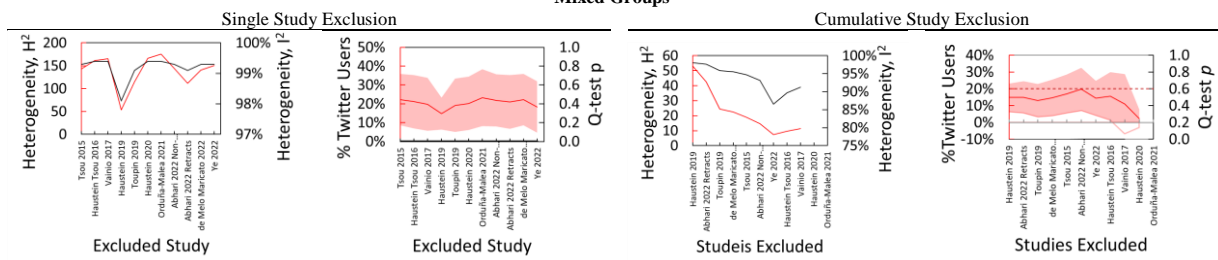 Mixed Groups
Single Study Exclusion
Cumulative Study Exclusion
Heterogeneity, H²
200
150
100
50
0
100%
99%
98%
97%
Heterogeneity, I²
Tsou 2015
Haustein Tsou 2016
Vainio 2017
Haustein 2019
Toupin 2019
Haustein 2020
Orduña-Malea 2021
Abhari 2022 Non-..
Abhari 2022 Retracts
de Melo Maricato 2022
Ye 2022
Excluded Study
% Twitter Users
50%
40%
30%
20%
10%
0%
1.0
0.8
0.6
0.4
0.2
0.0
Q-test p
Tsou 2015
Haustein Tsou 2016
Vainio 2017
Haustein 2019
Toupin 2019
Haustein 2020
Orduña-Malea 2021
Abhari 2022 Non-..
Abhari 2022 Retracts
de Melo Maricato..
Ye 2022
Excluded Study
Heterogeneity, H²
60
50
40
30
20
10
0
100%
95%
90%
85%
80%
75%
Heterogeneity, I²
Haustein 2019
Abhari 2022 Retracts
Toupin 2019
de Melo Maricato..
Tsou 2015
Abhari 2022 Non-..
Ye 2022
Haustein Tsou 2016
Vainio 2017
Haustein 2020
Orduña-Malea 2021
Studeis Excluded
%Twitter Users
40%
30%
20%
10%
0%
-10%
1.0
0.8
0.6
0.4
0.2
0.0
Q-test p
Haustein 2019
Abhari 2022 Retracts
Toupin 2019
de Melo Maricato..
Tsou 2015
Abhari 2022 Non-..
Ye 2022
Haustein Tsou 2016
Vainio 2017
Haustein 2020
Orduña-Malea 2021
Studies Excluded